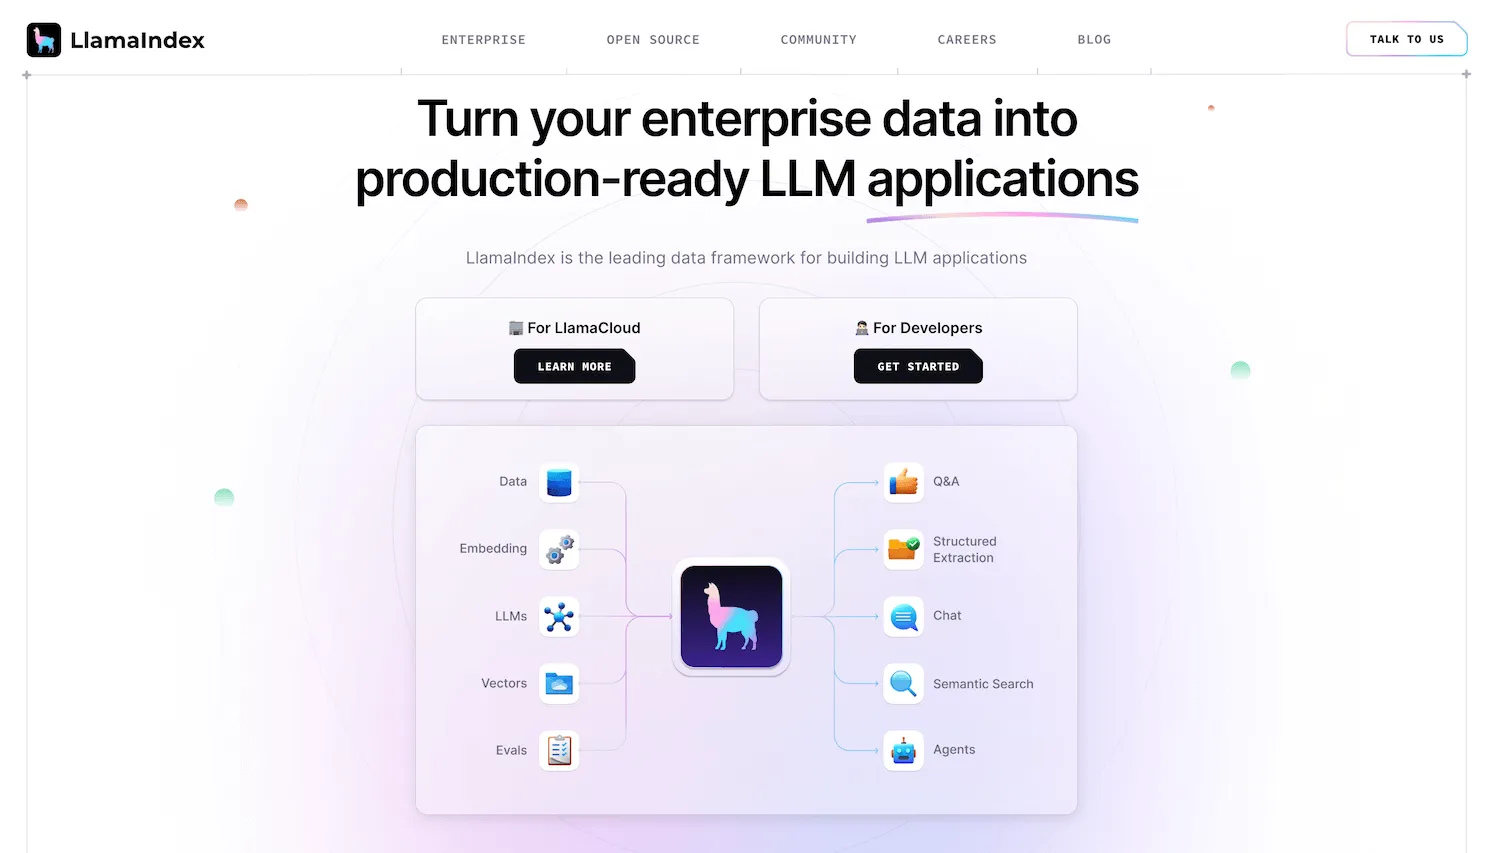 LlamaIndex
ENTERPRISE
OPEN SOURCE
COMMUNITY
CAREERS
BLOG
TALK TO US
Turn your enterprise data into
production-ready LLM applications
LlamaIndex is the leading data framework for building LLM applications
For LlamaCloud
LEARN MORE
For Developers
GET STARTED
Data
Embedding
LLMs
Vectors
Evals
Q&A
Structured
Extraction
Chat
Semantic Search
Agents